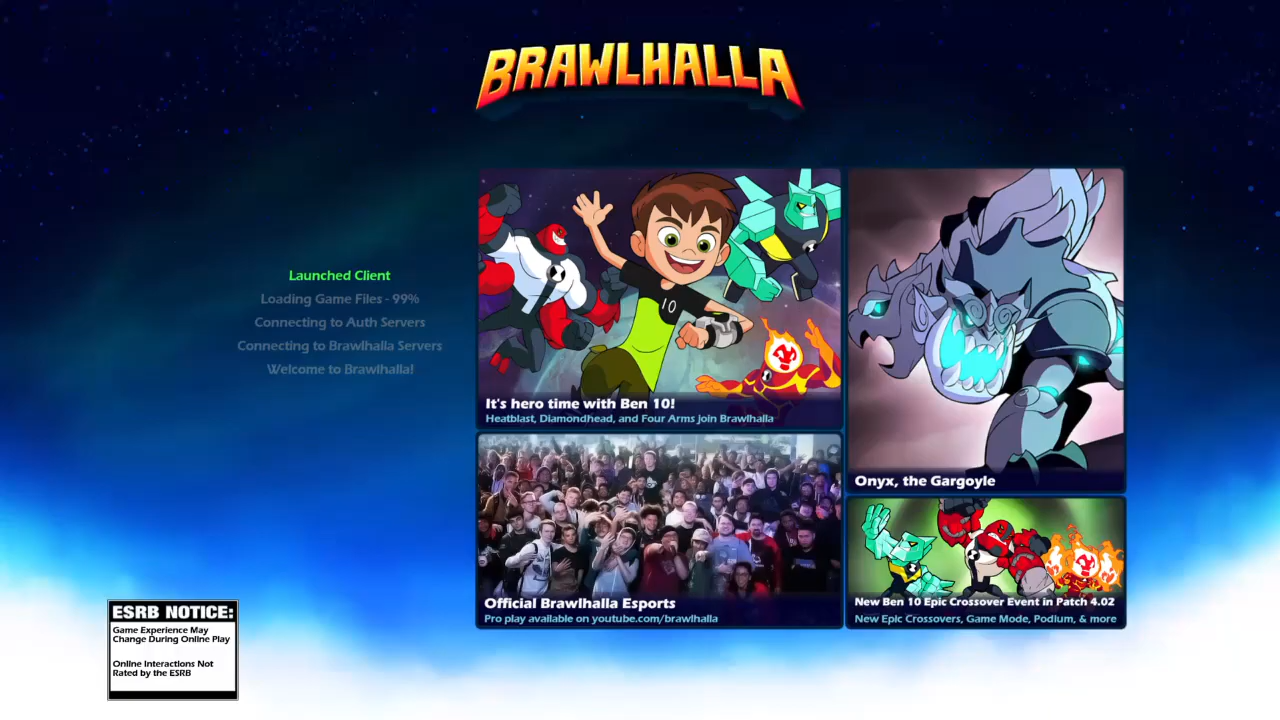 BRAWLHALLA
Launched Client
Loading Game Files - 99%
Connecting to Auth Servers
Connecting to Brawlhalla Servers
Welcome to Brawlhalla!
10
It's hero time with Ben 10!
Heatblast, Diamondhead, and Four Arms join Brawlhalla
Onyx, the Gargoyle
Official Brawlhalla Esports
Pro play available on youtube.com/brawlhalla
New Ben 10 Epic Crossover Event in Patch 4.02
New Epic Crossovers, Game Mode, Podium, & more
ESRB NOTICE:
Game Experience May
Change During Online Play
Online Interactions Not
Rated by the ESRB